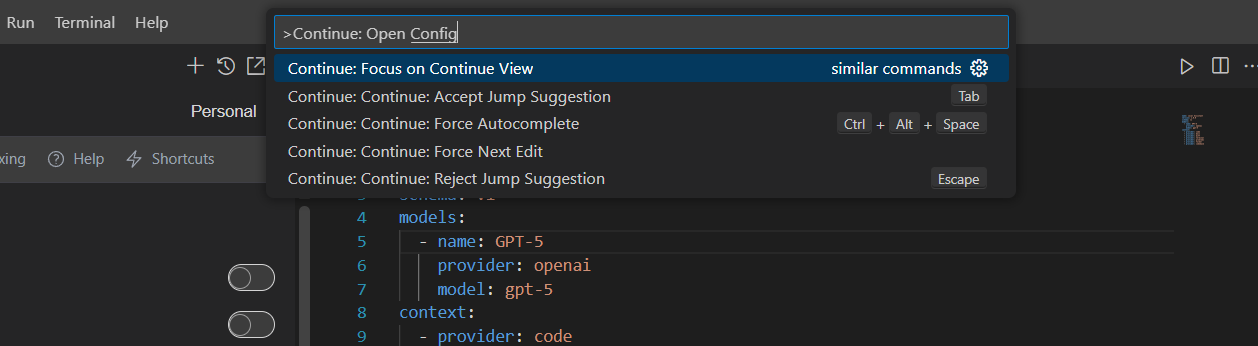 Run Terminal Help
>Continue: Open Config
Continue: Focus on Continue View similar commands
Continue: Continue: Accept Jump Suggestion Tab
Continue: Continue: Force Autocomplete Ctrl + Alt + Space
Continue: Continue: Force Next Edit
Continue: Continue: Reject Jump Suggestion Escape
Personal
xing Help Shortcuts
4 models:
5 - name: GPT-5
6 provider: openai
7 model: gpt-5
8 context:
9 - provider: code